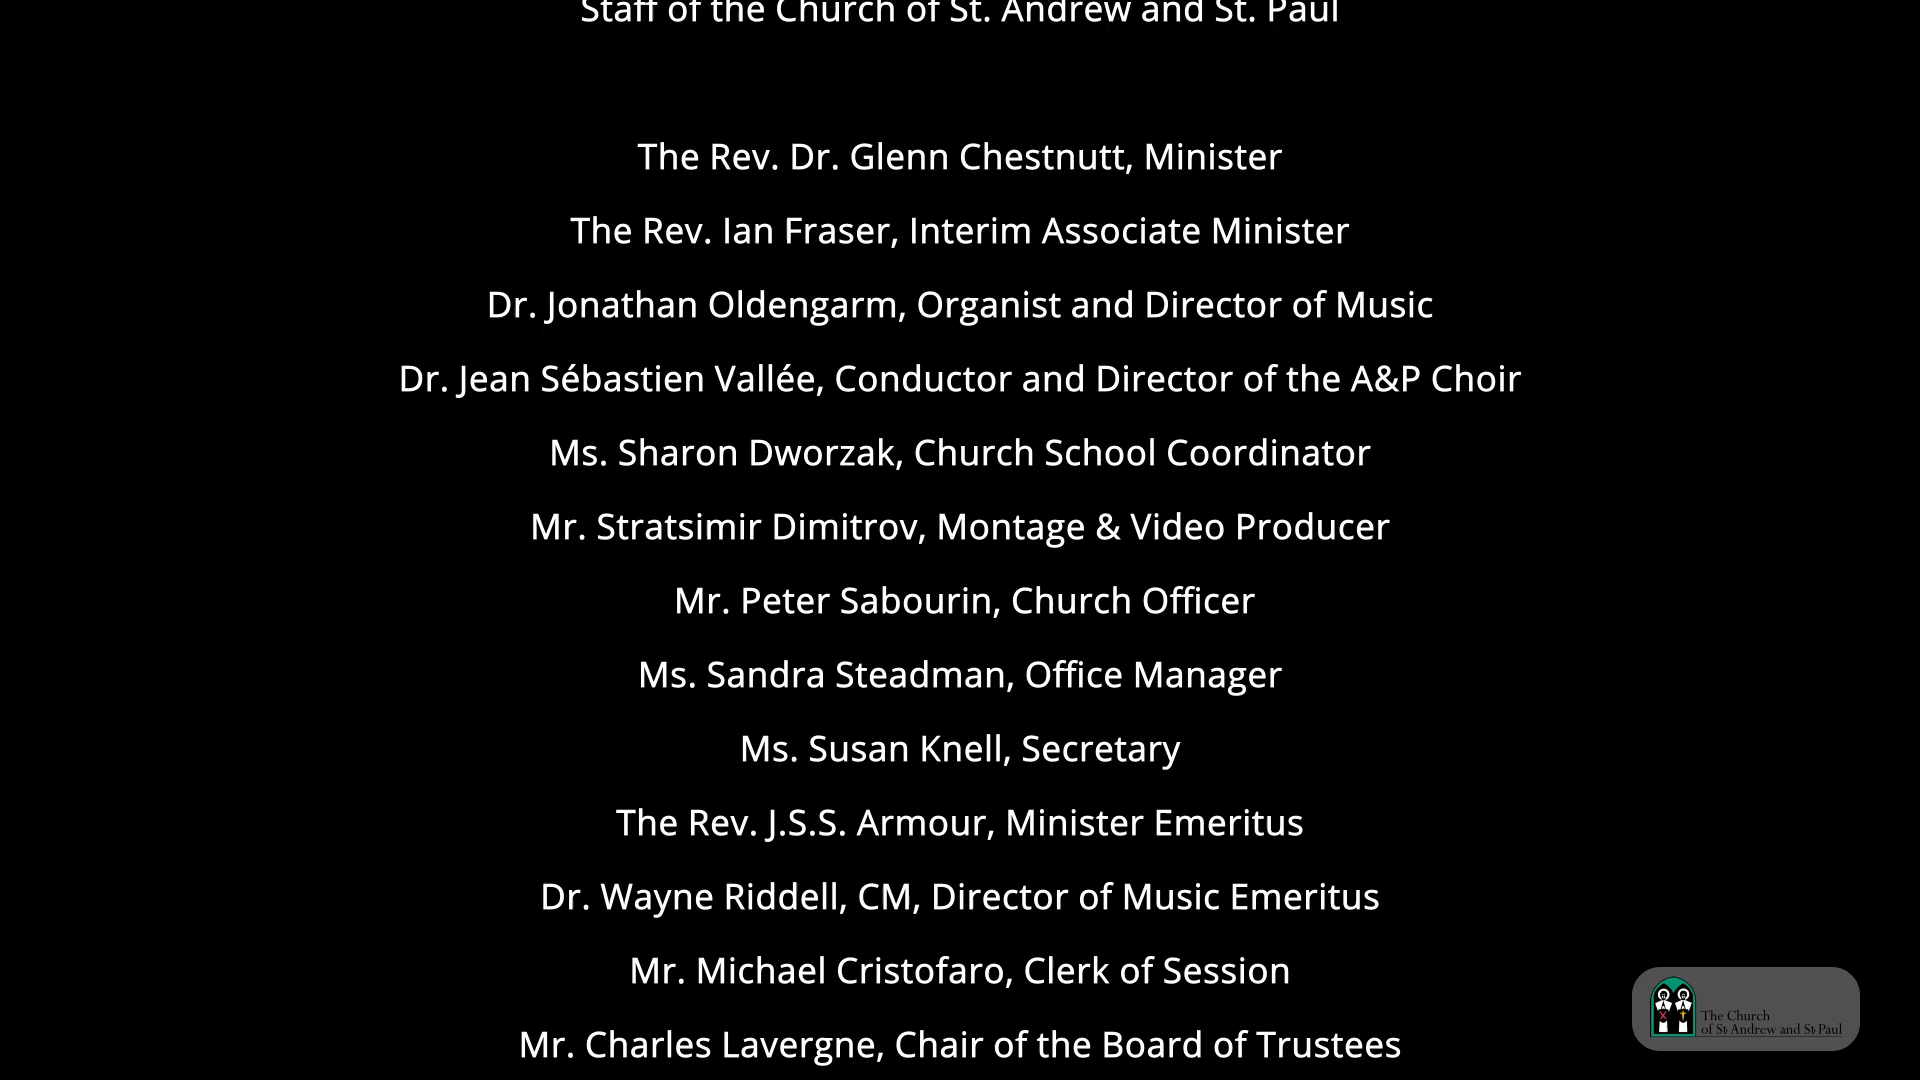 Staff of the Church of St. Andrew and St. Paul
The Rev. Dr. Glenn Chestnutt, Minister
The Rev. Ian Fraser, Interim Associate Minister
Dr. Jonathan Oldengarm, Organist and Director of Music
Dr. Jean Sébastien Vallée, Conductor and Director of the A&P Choir
Ms. Sharon Dworzak, Church School Coordinator
Mr. Stratsimir Dimitrov, Montage & Video Producer
Mr. Peter Sabourin, Church Officer
Ms. Sandra Steadman, Office Manager
Ms. Susan Knell, Secretary
The Rev. J.S.S. Armour, Minister Emeritus
Dr. Wayne Riddell, CM, Director of Music Emeritus
Mr. Michael Cristofaro, Clerk of Session
Mr. Charles Lavergne, Chair of the Board of Trustees
The Church
of St Andrew and St Paul